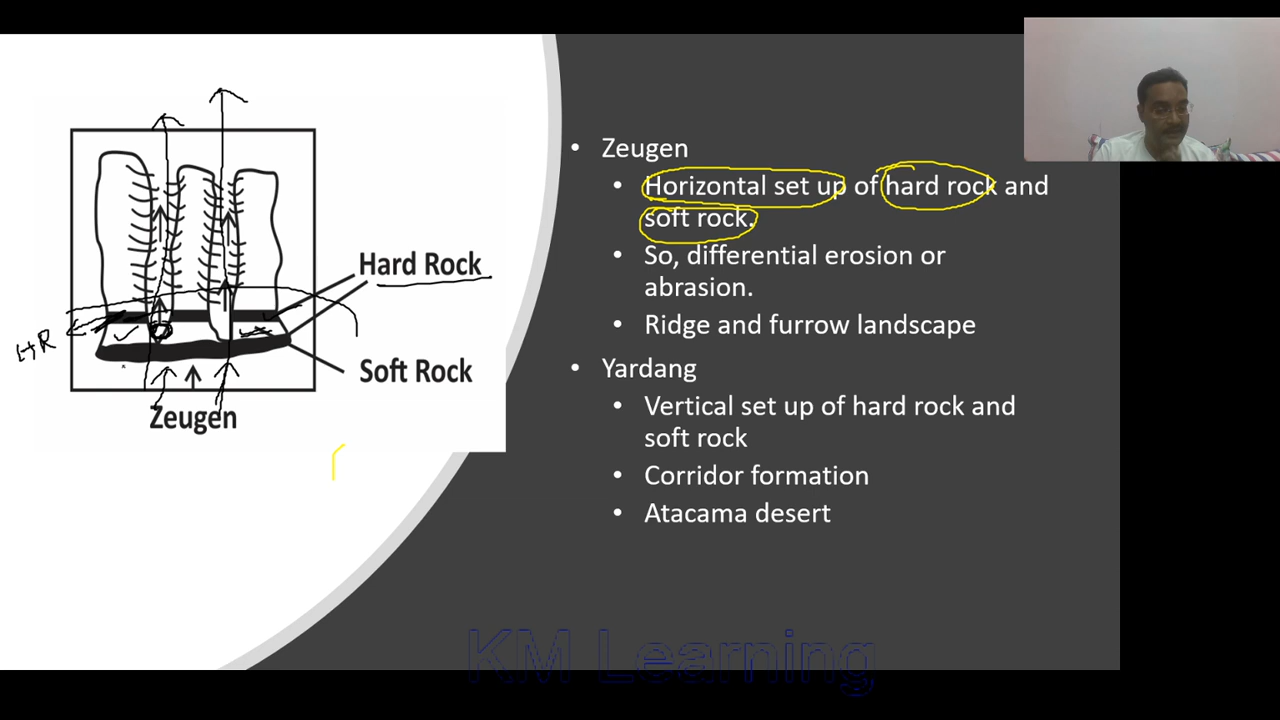 Hard Rock
HR
Soft Rock
Zeugen
• Zeugen
• Horizontal set up of hard rock and
soft rock.
• So, differential erosion or
abrasion.
• Ridge and furrow landscape
• Yardang
• Vertical set up of hard rock and
soft rock
• Corridor formation
• Atacama desert
KM Learning